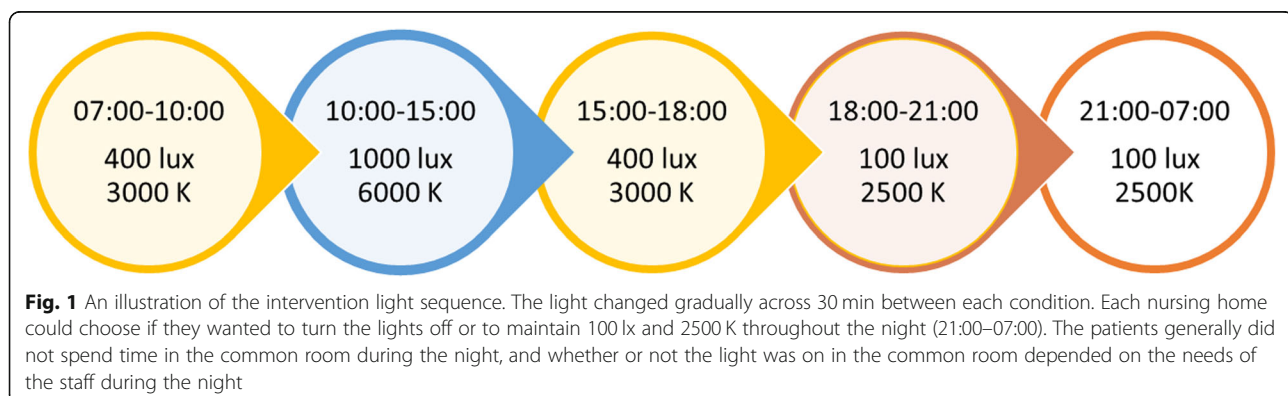 07:00-10:00
400 lux
3000 K
10:00-15:00
1000 lux
6000 K
15:00-18:00
400 lux
3000 K
18:00-21:00
100 lux
2500 K
21:00-07:00
100 lux
2500K
Fig. 1 An illustration of the intervention light sequence. The light changed gradually across 30 min between each condition. Each nursing home
could choose if they wanted to turn the lights off or to maintain 100 lx and 2500 K throughout the night (21:00–07:00). The patients generally did
not spend time in the common room during the night, and whether or not the light was on in the common room depended on the needs of
the staff during the night